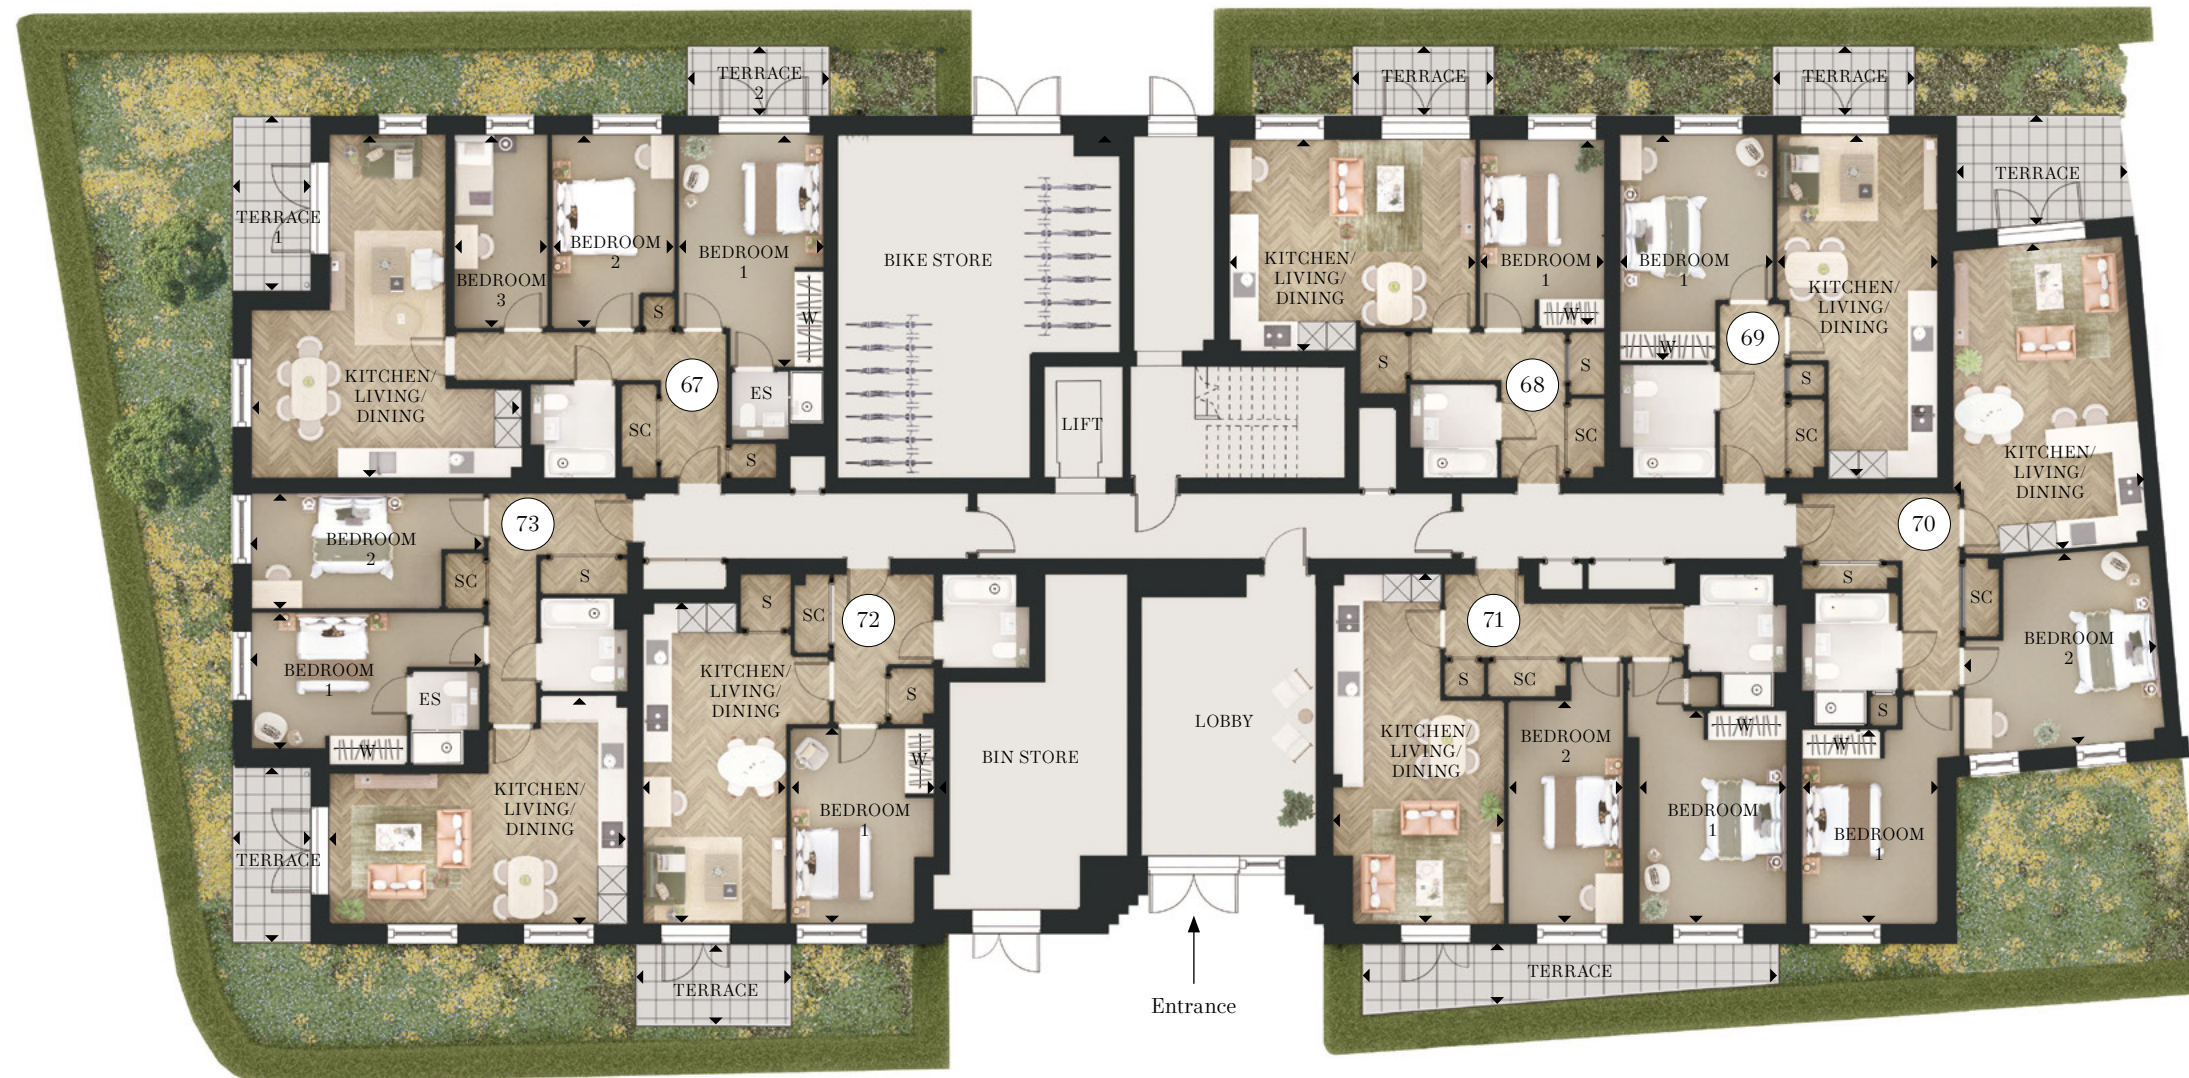 TERRACE
2
TERRACE
1
BEDROOM
3
BEDROOM
2
BEDROOM
1
S
W
KITCHEN/
LIVING/
DINING
67
ES
SC
S
BIKE STORE
LIFT
TERRACE
KITCHEN/
LIVING/
DINING
BEDROOM
1
W
S
68
S
SC
TERRACE
BEDROOM
1
W
69
KITCHEN/
LIVING/
DINING
S
SC
TERRACE
KITCHEN/
LIVING/
DINING
70
S
SC
BEDROOM
2
S
W
BEDROOM
1
73
BEDROOM
2
SC
S
BEDROOM
1
ES
W
KITCHEN/
LIVING/
DINING
TERRACE
S
SC
72
KITCHEN/
LIVING/
DINING
S
W
BEDROOM
1
TERRACE
BIN STORE
LOBBY
Entrance
71
S
SC
KITCHEN/
LIVING/
DINING
BEDROOM
2
W
BEDROOM
1
TERRACE